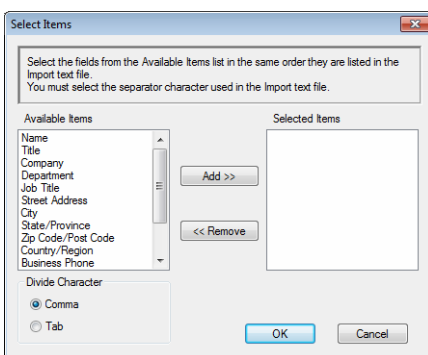 Select Items
Select the fields from the Available Items list in the same order they are listed in the
Import text file.
You must select the separator character used in the Import text file.
Available Items
Selected Items
Name
Title
Company
Department
Job Title
Street Address
City
State/Province
Zip Code/Post Code
Country/Region
Business Phone
Add >>
<< Remove
Divide Character
Comma
Tab
OK
Cancel